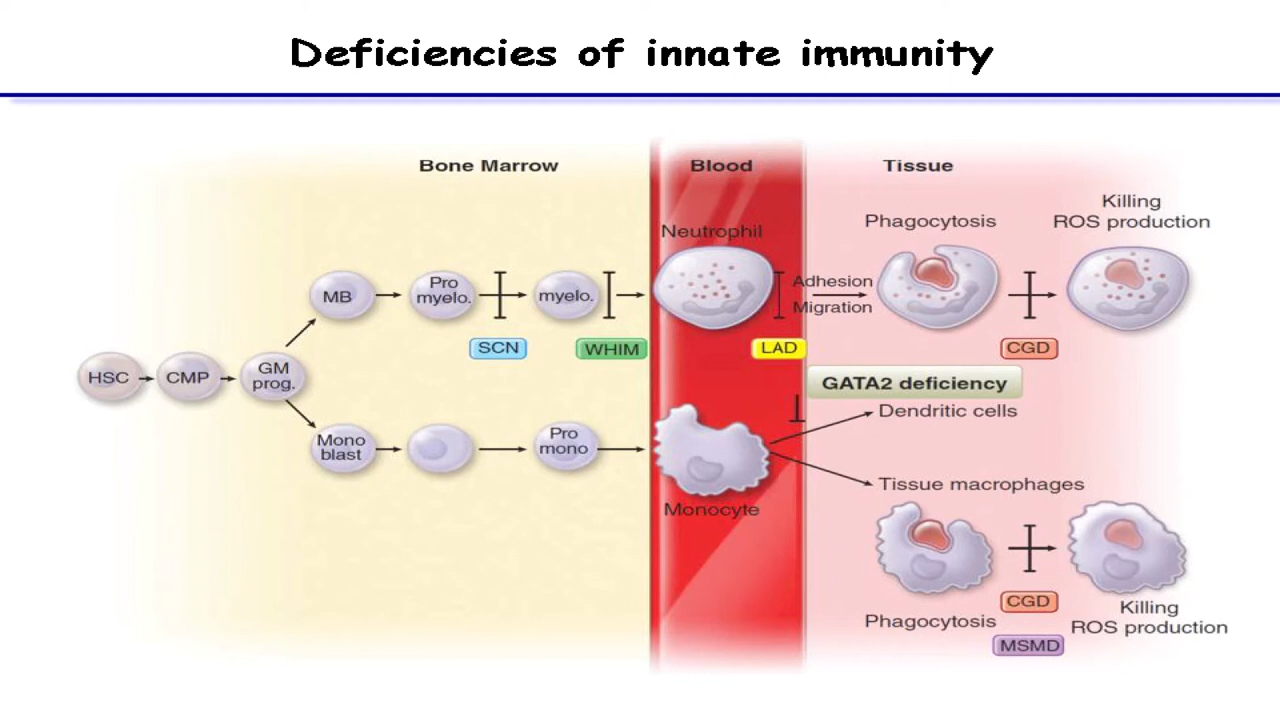 Deficiencies of innate immunity
Bone Marrow
Blood
Tissue
Killing
ROS production
Phagocytosis
Neutrophil
MB
Pro
myelo.
myelo.
Adhesion
Migration
SCN
WHIM
LAD
CGD
HSC
CMP
GM
prog.
GATA2 deficiency
Dendritic cells
Mono
blast
Pro
mono
Tissue macrophages
Monocyte
CGD
Phagocytosis
Killing
ROS production
MSMD